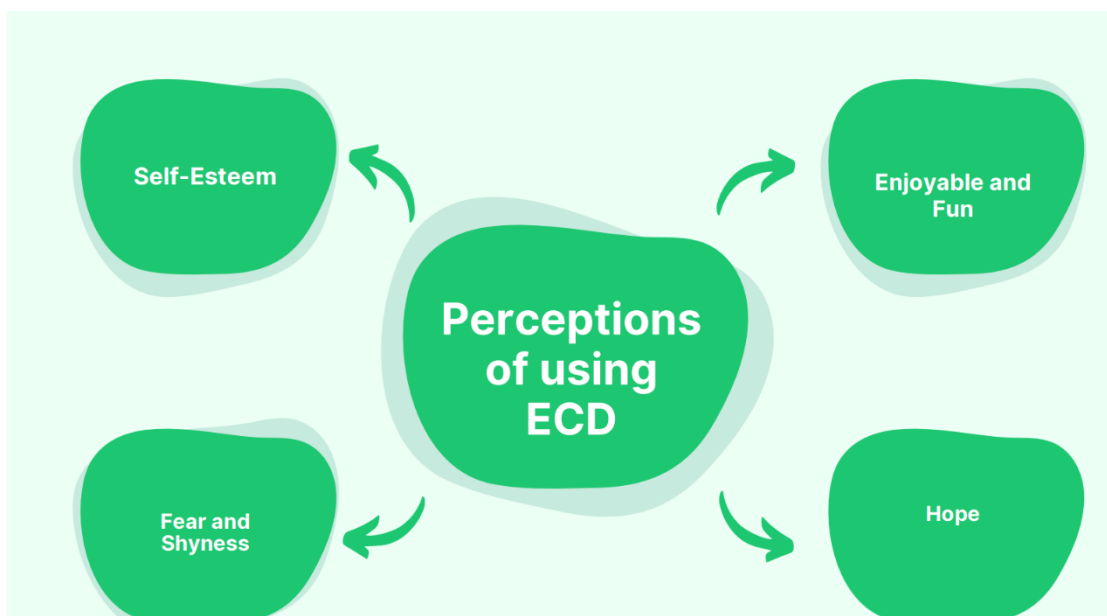 Self-Esteem
Enjoyable and
Fun
Perceptions
of using
ECD
Fear and
Shyness
Hope